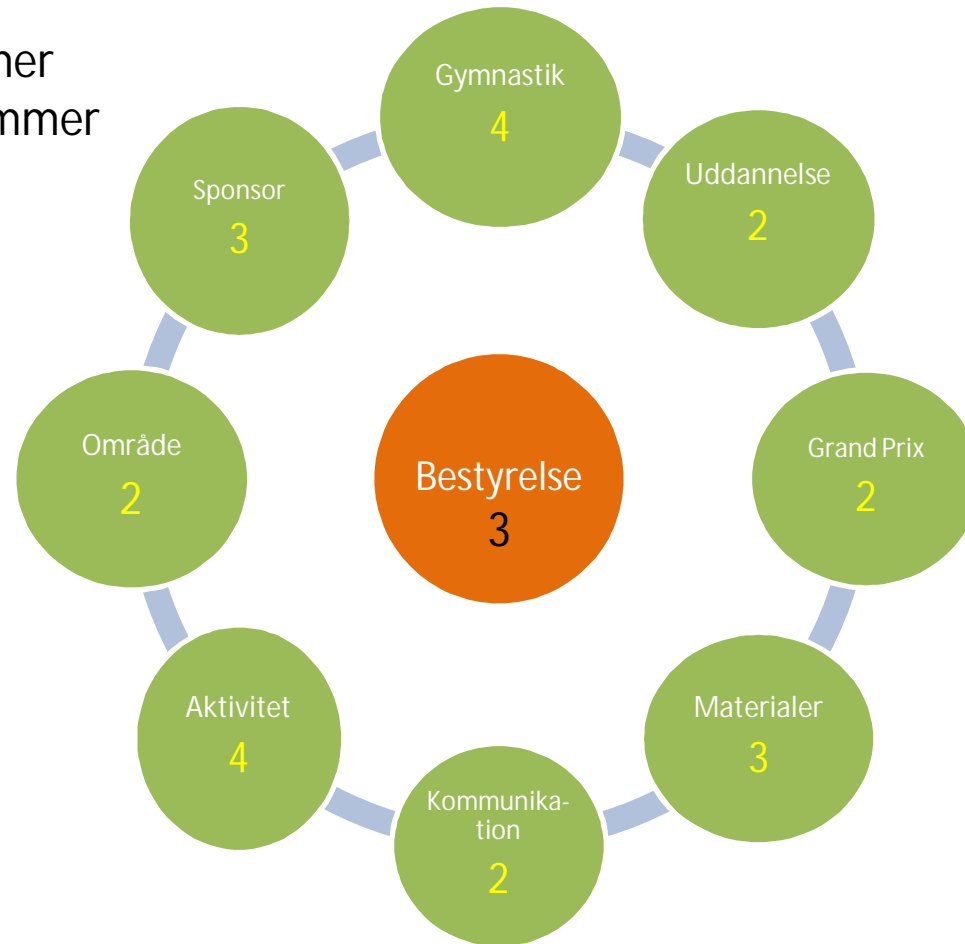 ner
mmer
Gymnastik
4
Uddannelse
2
Grand Prix
2
Materialer
3
Kommunika-
tion
2
Aktivitet
4
Område
2
Sponsor
3
Bestyrelse
3